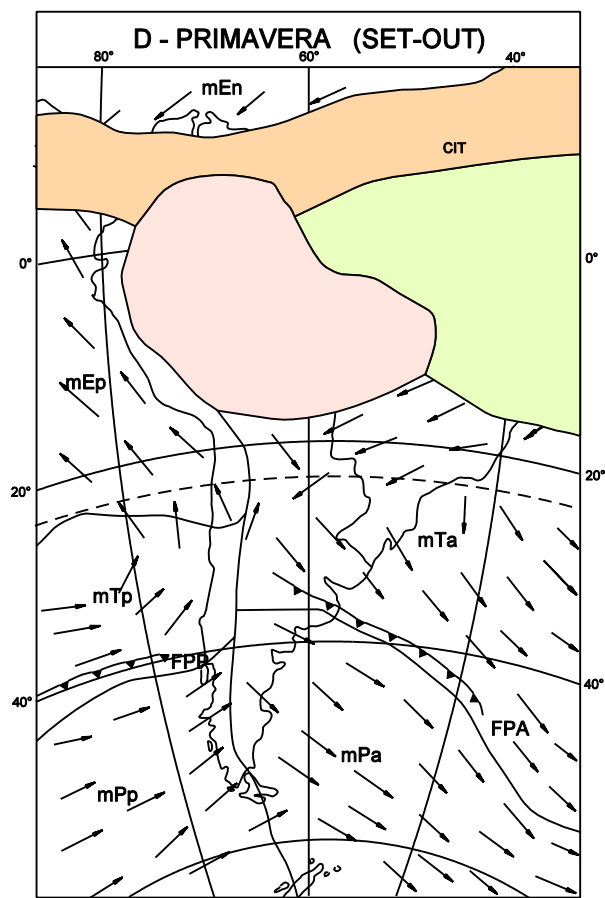 D - PRIMAVERA (SET-OUT)
80° 60° 40°
mEn
CIT
0° 0°
mEp
20° 20°
mTa
mTp
FPP
40° 40°
FPA
mPa
mPp